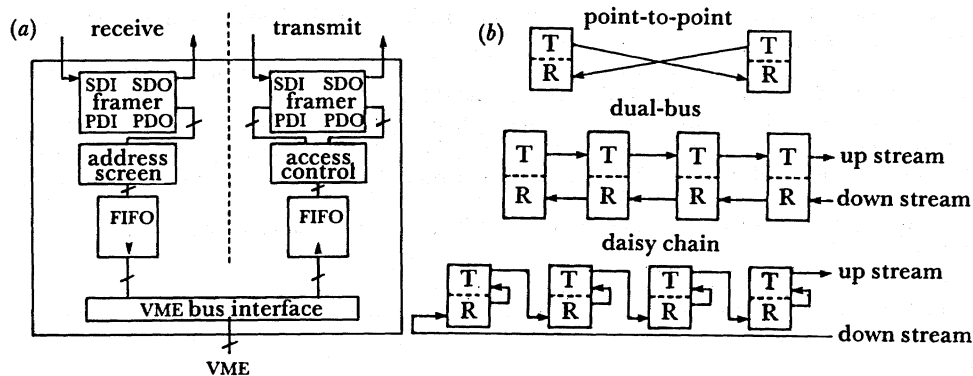 (a)
receive
transmit
SDI SDO
framer
PDI PDO
SDI SDO
framer
PDI PDO
address
screen
access
control
FIFO
FIFO
VME bus interface
VME
(b)
point-to-point
T
R
T
R
dual-bus
T
T
T
T
up stream
R
R
R
R
down stream
daisy chain
T
T
T
T
up stream
R
R
R
R
down stream